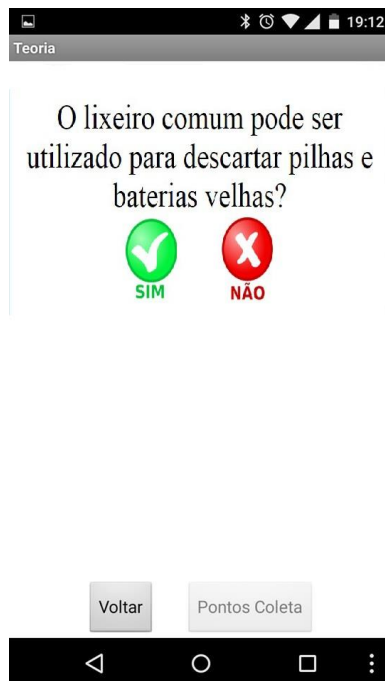 19:12
Teoria
O lixeiro comum pode ser
utilizado para descartar pilhas e
baterias velhas?
SIM NÃO
Voltar Pontos Coleta